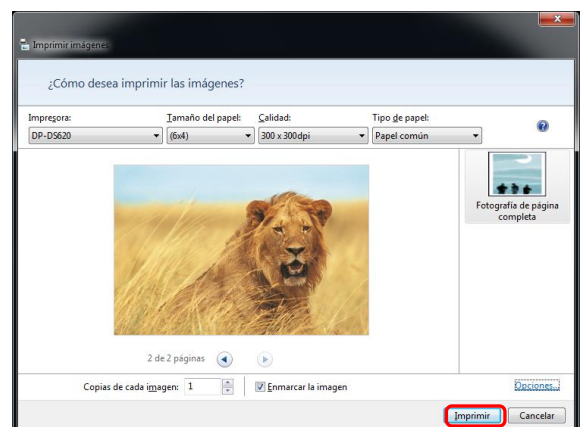 Imprimir imágenes
¿Cómo desea imprimir las imágenes?
Impresora: Tamaño del papel: Calidad: Tipo de papel:
DP-DS620 (6x4) 300 x 300dpi Papel común
Fotografía de página
completa
2 de 2 páginas
Copias de cada imagen: 1 Enmarcar la imagen Opciones...
Imprimir Cancelar